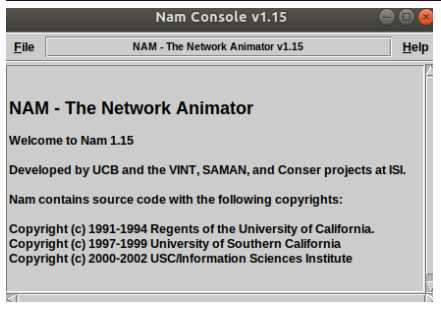 Nam Console v1.15
File NAM - The Network Animator v1.15 Help
NAM - The Network Animator
Welcome to Nam 1.15
Developed by UCB and the VINT, SAMAN, and Conser projects at ISI.
Nam contains source code with the following copyrights:
Copyright (c) 1991-1994 Regents of the University of California.
Copyright (c) 1997-1999 University of Southern California
Copyright (c) 2000-2002 USC/Information Sciences Institute